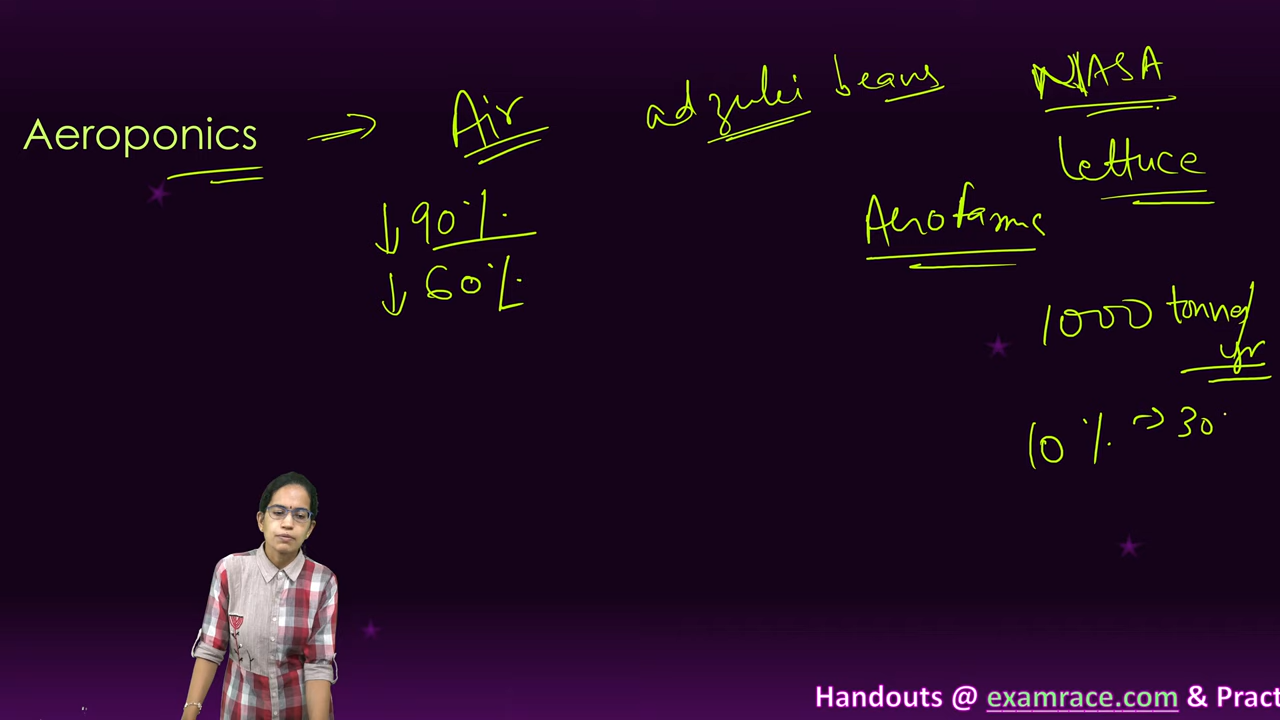 Aeroponics → Air
↓ 90%
↓ 60%
adzuki beans
NASA
lettuce
Aerofarms
1000 tonnes/
yr
10% → 30
Handouts @ examrace.com & Pract